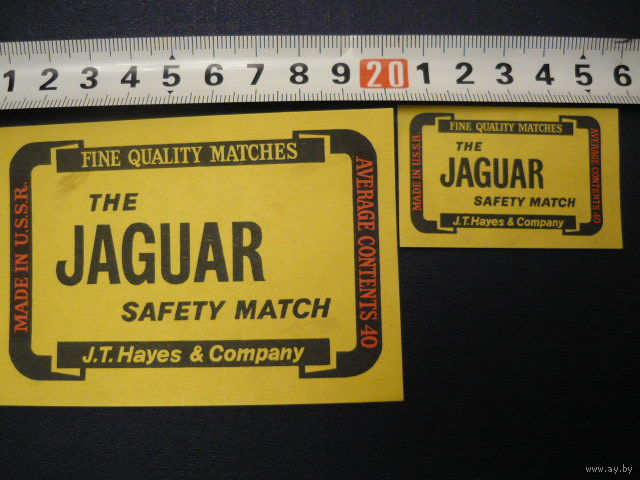 1 2 3 4 5 6 7 8 9 20 1 2 3 4 5 6
FINE QUALITY MATCHES
MADE IN U.S.S.R.
THE
JAGUAR
SAFETY MATCH
AVERAGE CONTENTS 40
J.T. Hayes & Company
FINE QUALITY MATCHES
MADE IN U.S.S.R.
THE
JAGUAR
SAFETY MATCH
AVERAGE CONTENTS 40
J.T. Hayes & Company
www.ay.by